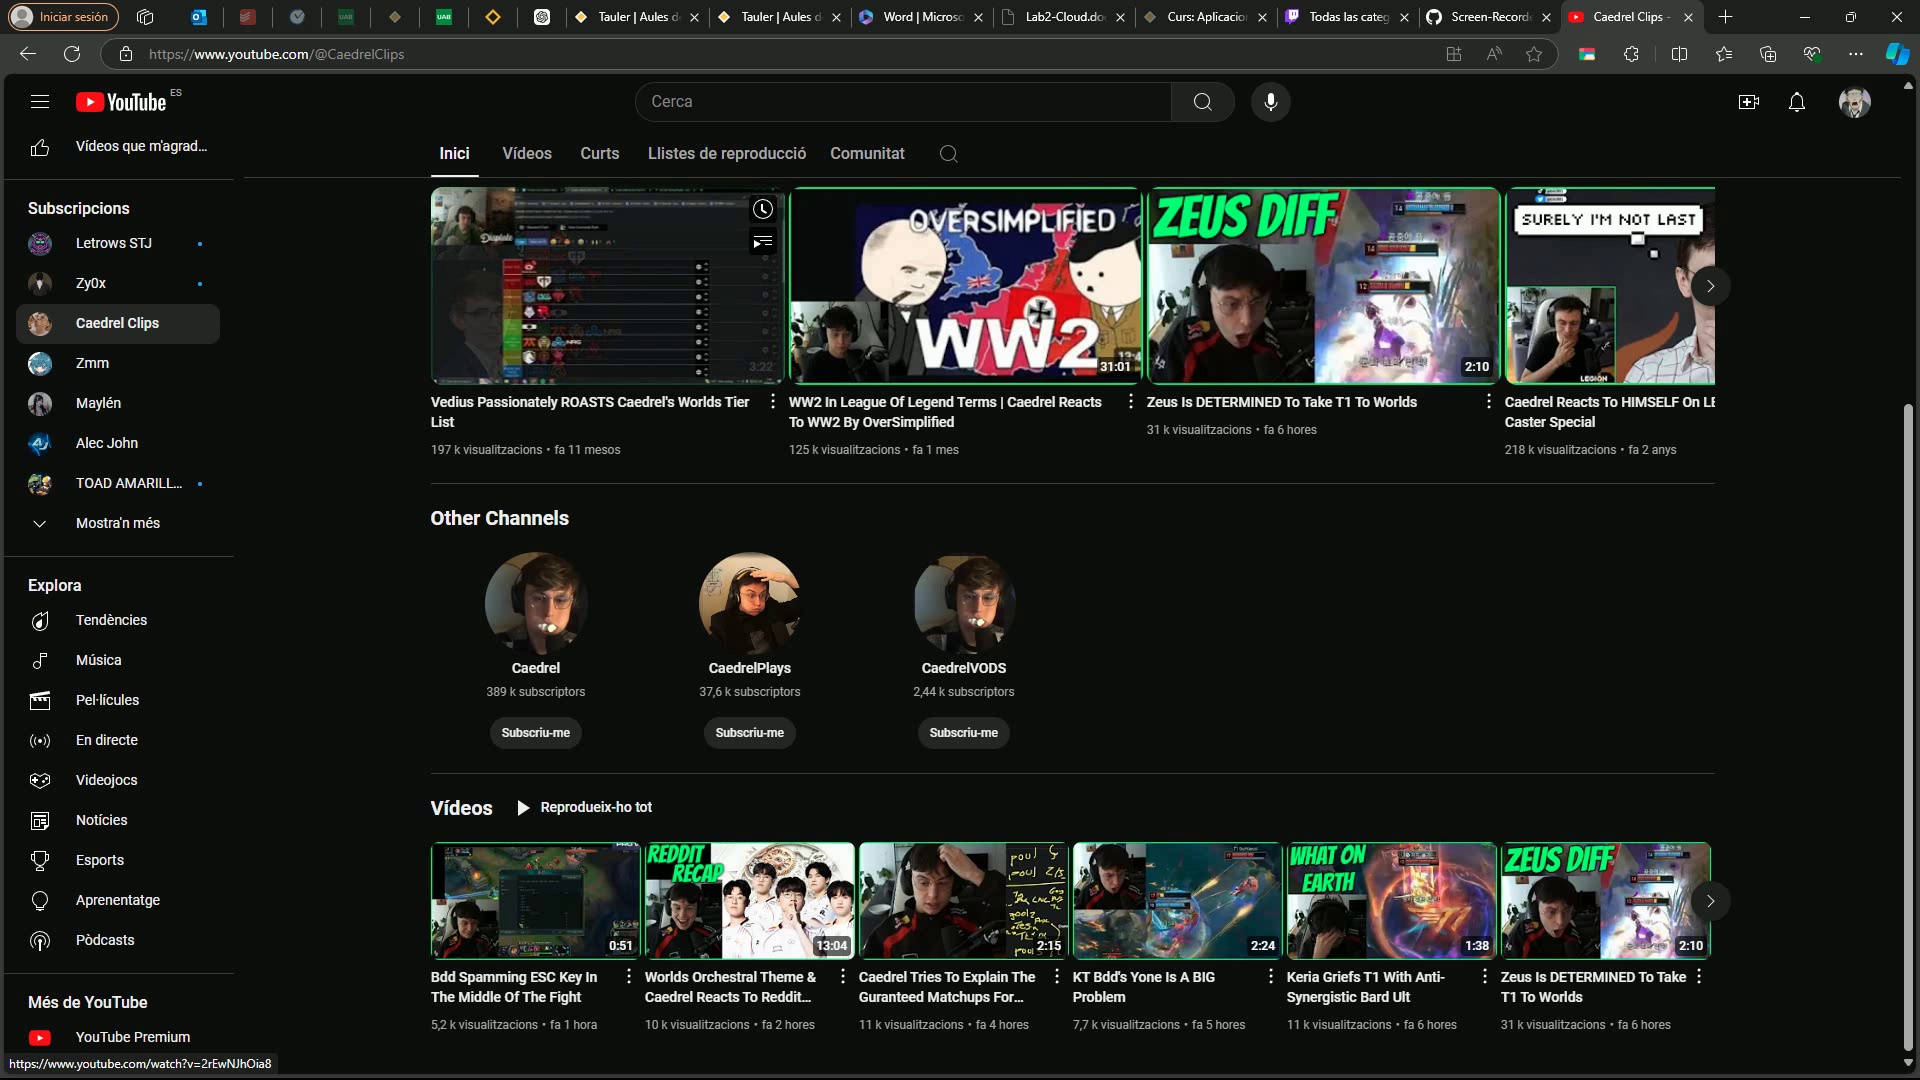 Iniciar sesión
Tauler | Aules d
Tauler | Aules d
Word | Microso
Lab2-Cloud.do
Curs: Aplicacio
Todas las categ
Screen-Record
Caedrel Clips -
https://www.youtube.com/@CaedrelClips
YouTube ES
Cerca
Vídeos que m'agrad...
Inici
Vídeos
Curts
Llistes de reproducció
Comunitat
Subscripcions
Letrows STJ
Zy0x
Caedrel Clips
Zmm
Maylén
Alec John
TOAD AMARILL...
Mostra'n més
3:22
OVERSIMPLIFIED
WW2
31:01
ZEUS DIFF
2:10
SURELY I'M NOT LAST
LEGION
Vedius Passionately ROASTS Caedrel's Worlds Tier
List
197 k visualitzacions • fa 11 mesos
WW2 In League Of Legend Terms | Caedrel Reacts
To WW2 By OverSimplified
125 k visualitzacions • fa 1 mes
Zeus Is DETERMINED To Take T1 To Worlds
31 k visualitzacions • fa 6 hores
Caedrel Reacts To HIMSELF On LE
Caster Special
218 k visualitzacions • fa 2 anys
Other Channels
Caedrel
389 k subscriptors
Subscriu-me
CaedrelPlays
37,6 k subscriptors
Subscriu-me
CaedrelVODS
2,44 k subscriptors
Subscriu-me
Explora
Tendències
Música
Pel·lícules
En directe
Videojocs
Notícies
Esports
Aprenentatge
Pòdcasts
Vídeos
Reprodueix-ho tot
0:51
REDDIT
RECAP
13:04
2:15
2:24
WHAT ON
EARTH
1:38
ZEUS DIFF
2:10
Bdd Spamming ESC Key In
The Middle Of The Fight
5,2 k visualitzacions • fa 1 hora
Worlds Orchestral Theme &
Caedrel Reacts To Reddit...
10 k visualitzacions • fa 2 hores
Caedrel Tries To Explain The
Guranteed Matchups For...
11 k visualitzacions • fa 4 hores
KT Bdd's Yone Is A BIG
Problem
7,7 k visualitzacions • fa 5 hores
Keria Griefs T1 With Anti-
Synergistic Bard Ult
11 k visualitzacions • fa 6 hores
Zeus Is DETERMINED To Take
T1 To Worlds
31 k visualitzacions • fa 6 hores
Més de YouTube
YouTube Premium
https://www.youtube.com/watch?v=2rEwNJhOia8